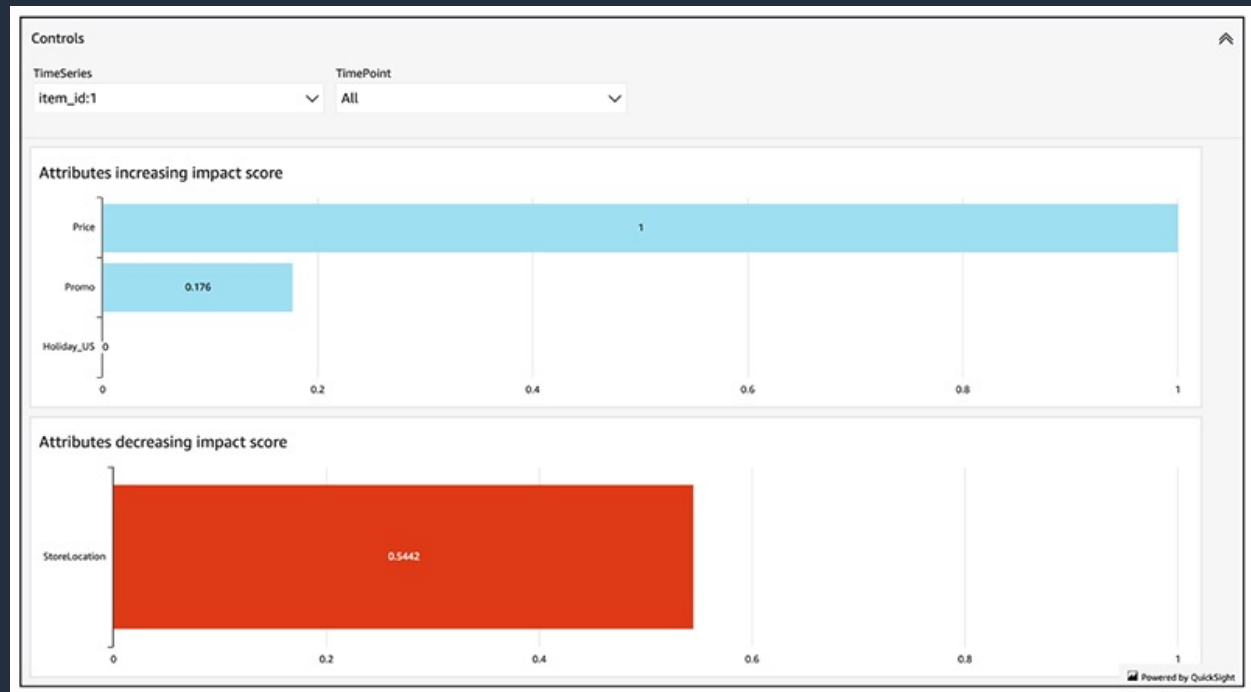 Controls
TimeSeries TimePoint
item_id:1 All
Attributes increasing impact score
Price 1
Promo 0.176
Holiday_US 0
0 0.2 0.4 0.6 0.8 1
Attributes decreasing impact score
StoreLocation 0.5442
0 0.2 0.4 0.6 0.8 1
Powered by QuickSight